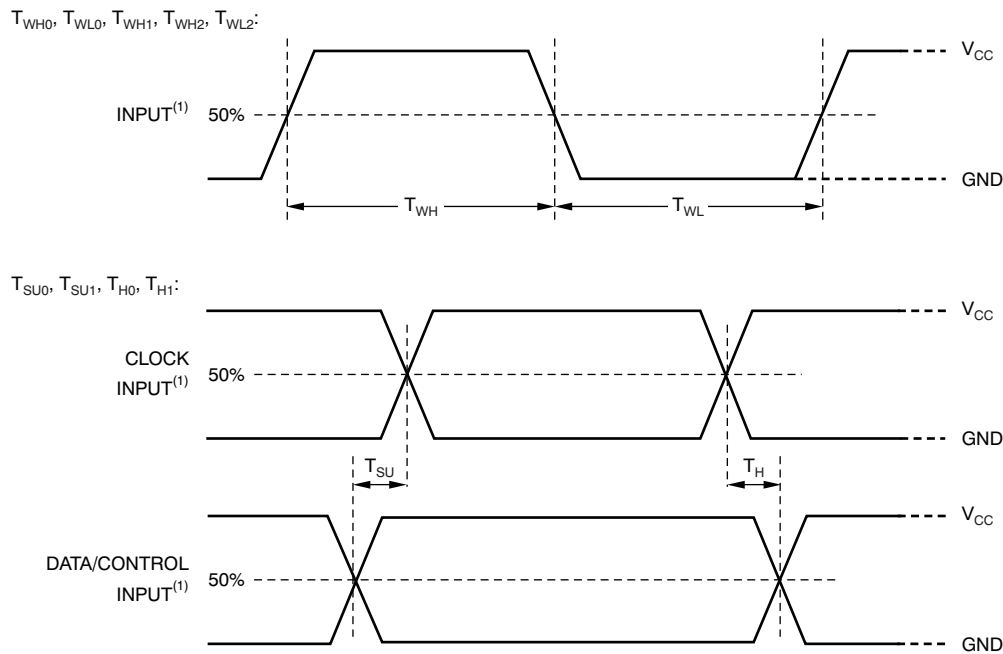 TWH0, TWL0, TWH1, TWH2, TWL2:
VCC
INPUT(1) 50%
GND
TWH TWL
TSU0, TSU1, TH0, TH1:
VCC
CLOCK
INPUT(1) 50%
GND
TSU TH
VCC
DATA/CONTROL
INPUT(1) 50%
GND